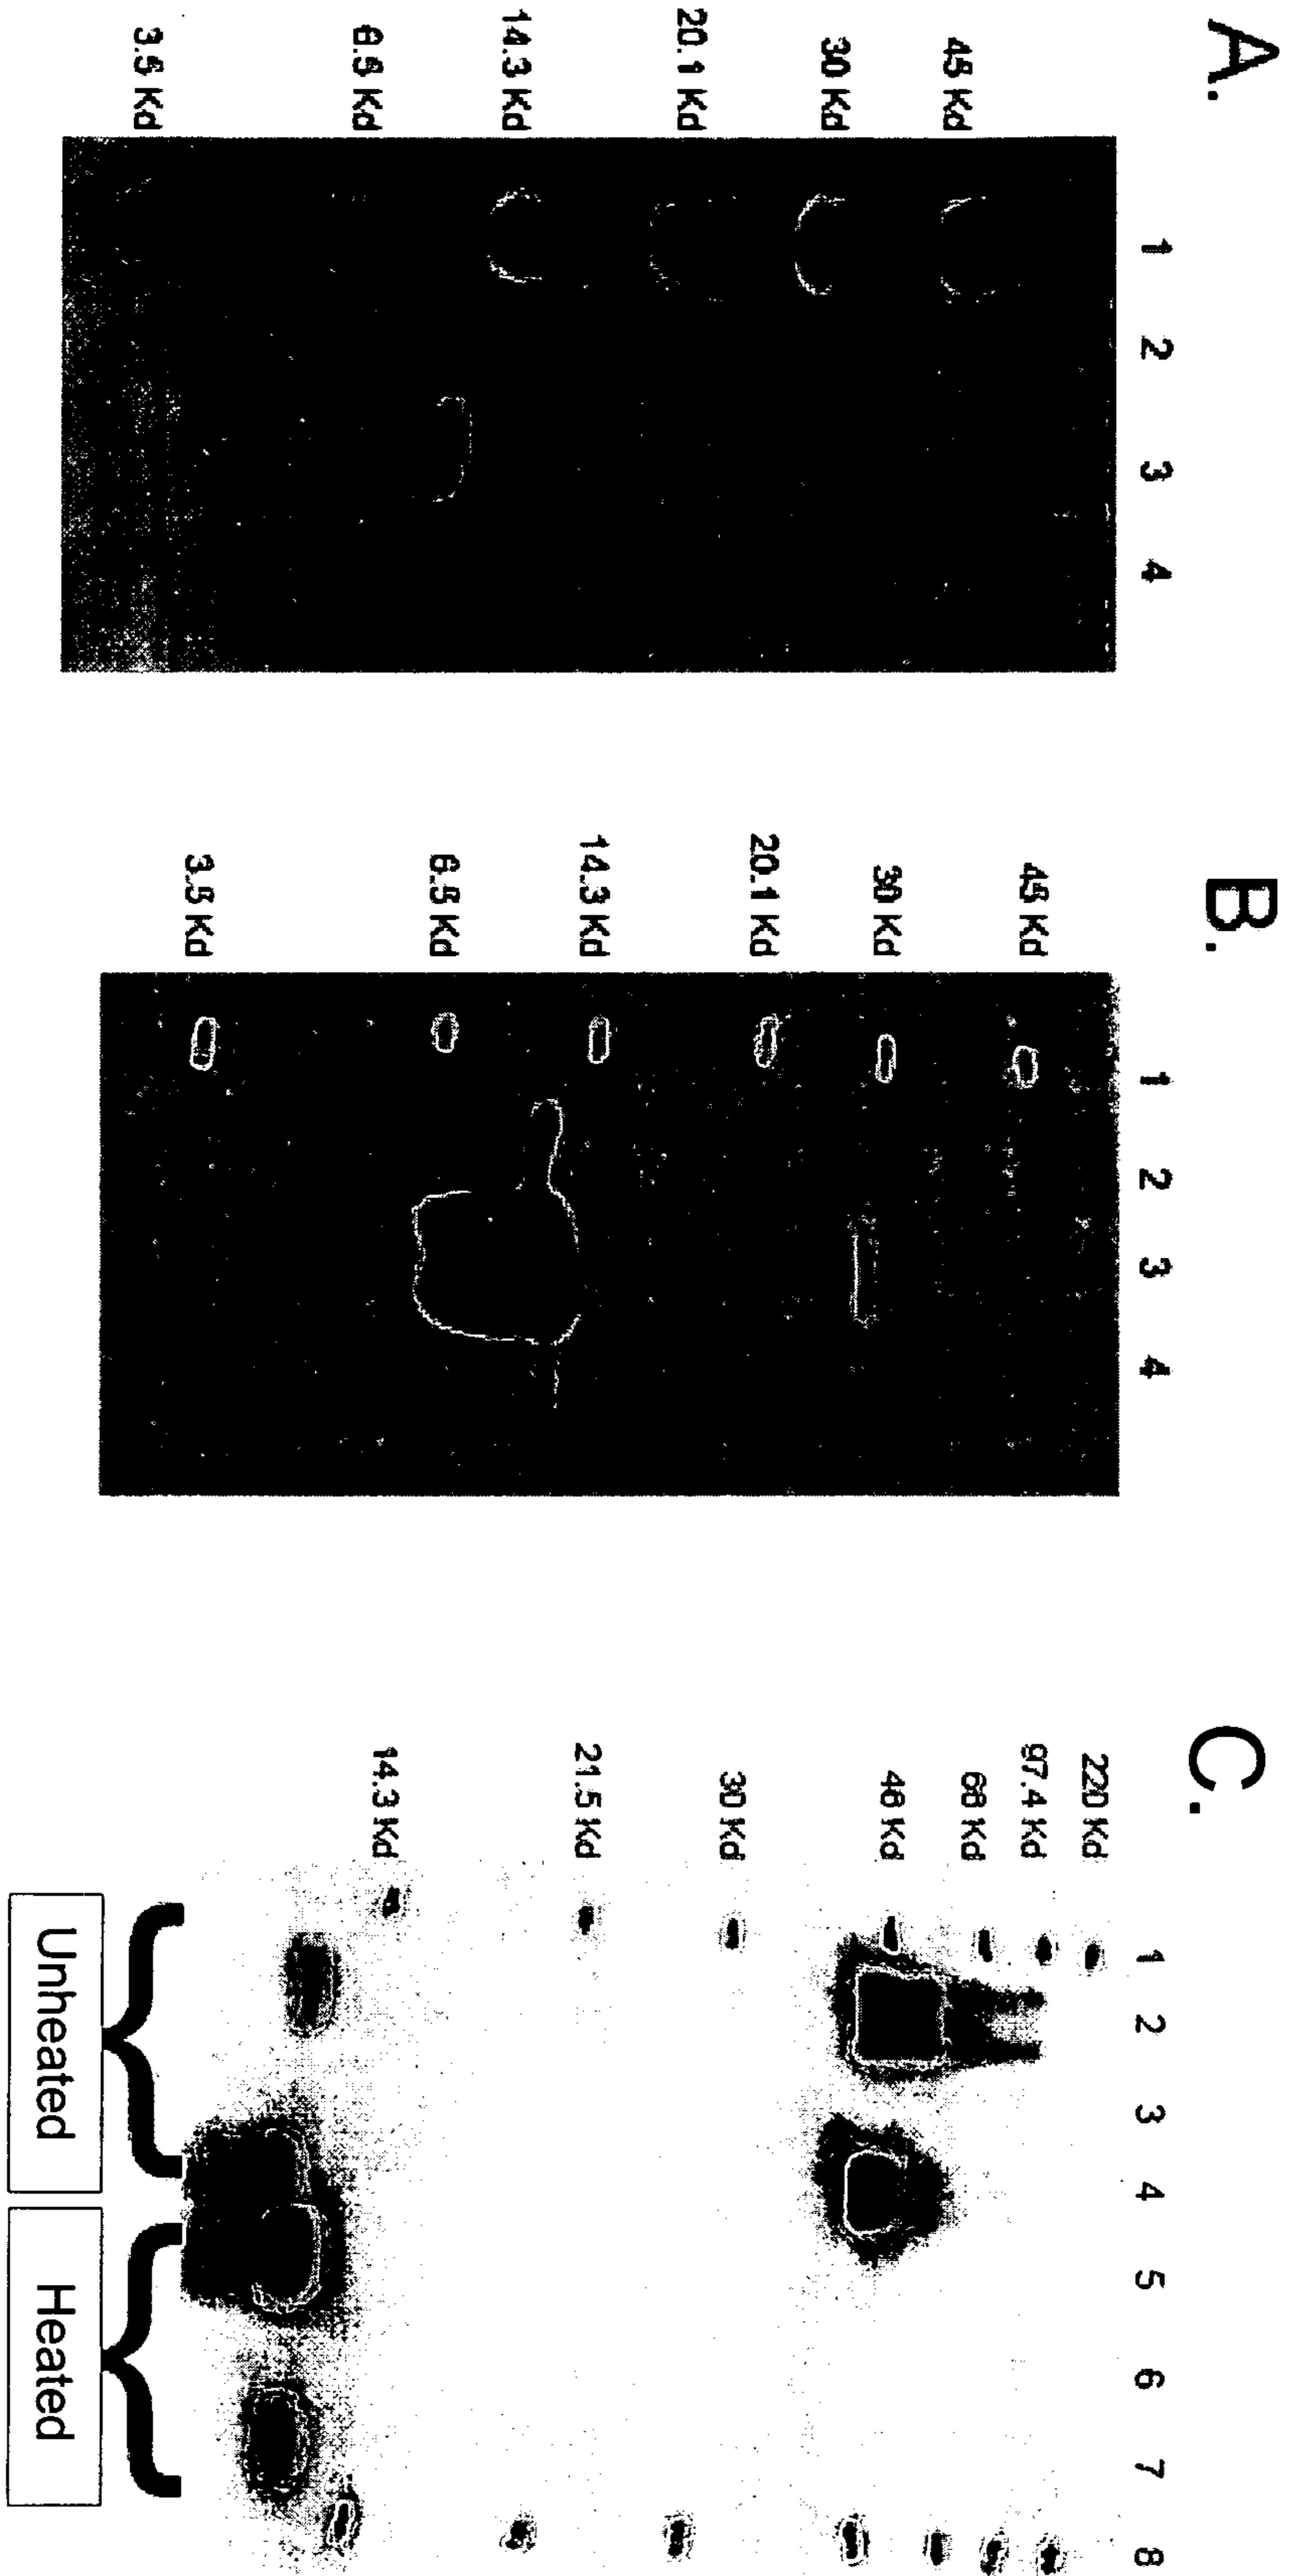 A.
1 2 3 4
45 Kd
30 Kd
20.1 Kd
14.3 Kd
6.5 Kd
3.5 Kd
B.
1 2 3 4
45 Kd
30 Kd
20.1 Kd
14.3 Kd
6.5 Kd
3.5 Kd
C.
1 2 3 4 5 6 7 8
220 Kd
97.4 Kd
68 Kd
46 Kd
30 Kd
21.5 Kd
14.3 Kd
Unheated Heated